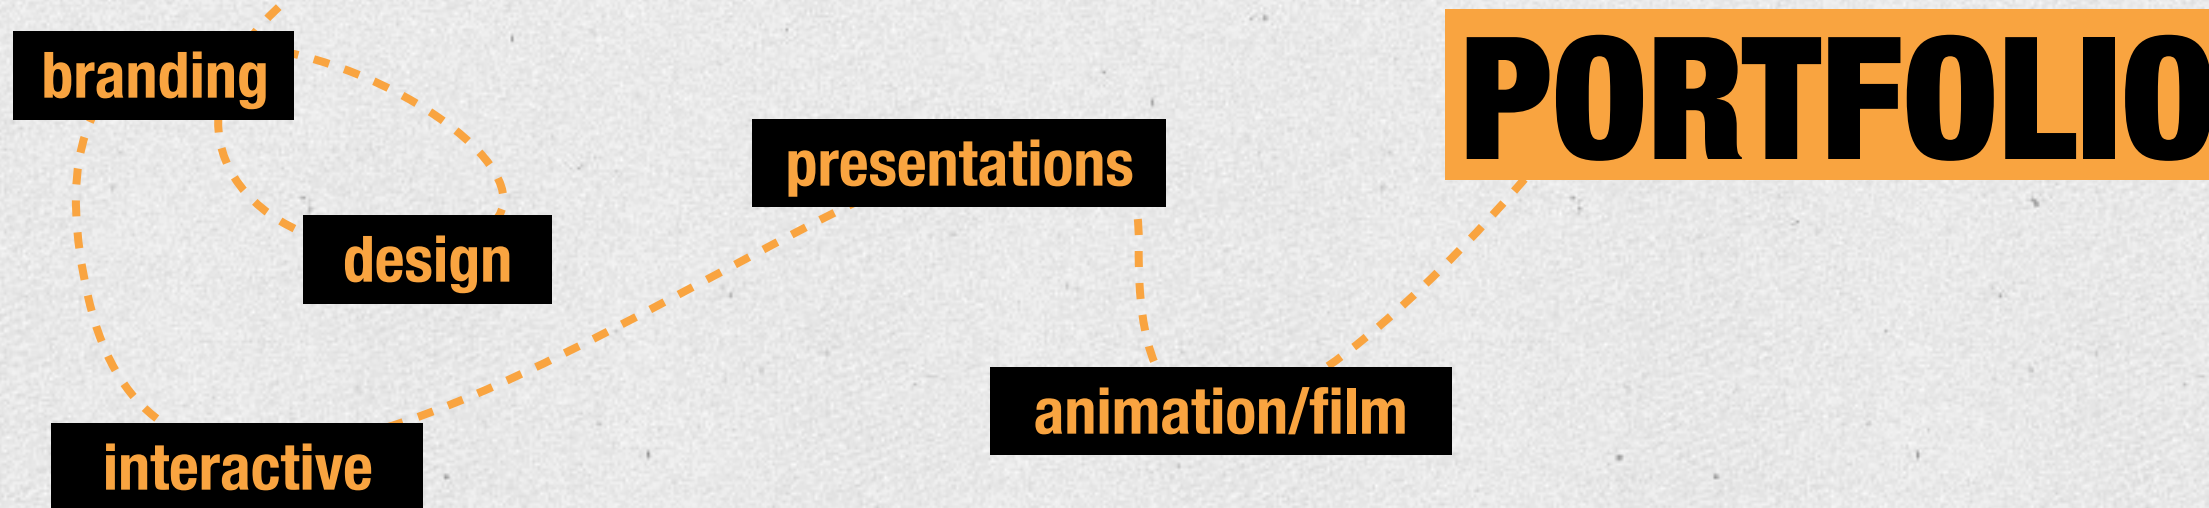 PORTFOLIO
branding
presentations
design
animation/film
interactive